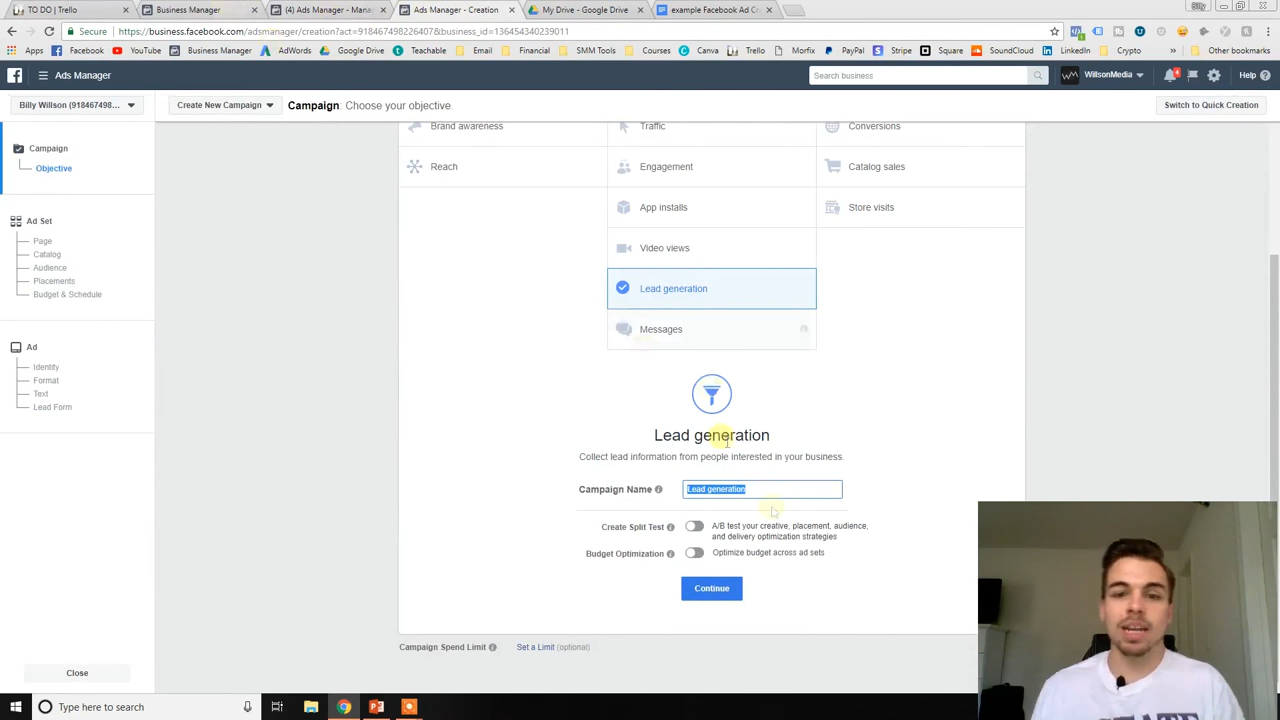 TO DO | Trello
Business Manager
(4) Ads Manager - Mana
Ads Manager - Creation
My Drive - Google Drive
example Facebook Ad C
Billy
Secure
https://business.facebook.com/adsmanager/creation?act=918467498226407&business_id=136454340239011
Apps Facebook YouTube Business Manager AdWords Google Drive Teachable Email Financial SMM Tools Courses Canva Trello Morfix PayPal Stripe Square SoundCloud LinkedIn Crypto Other bookmarks
Ads Manager
Search business
WillsonMedia
4
Help
Billy Willson (918467498...
Create New Campaign
Campaign Choose your objective.
Switch to Quick Creation
Campaign
Objective
Ad Set
Page
Catalog
Audience
Placements
Budget & Schedule
Ad
Identity
Format
Text
Lead Form
Close
Brand awareness
Traffic
Conversions
Reach
Engagement
Catalog sales
App installs
Store visits
Video views
Lead generation
Messages
Lead generation
Collect lead information from people interested in your business.
Campaign Name
Lead generation
Create Split Test
A/B test your creative, placement, audience,
and delivery optimization strategies
Budget Optimization
Optimize budget across ad sets
Continue
Campaign Spend Limit
Set a Limit (optional)
Type here to search